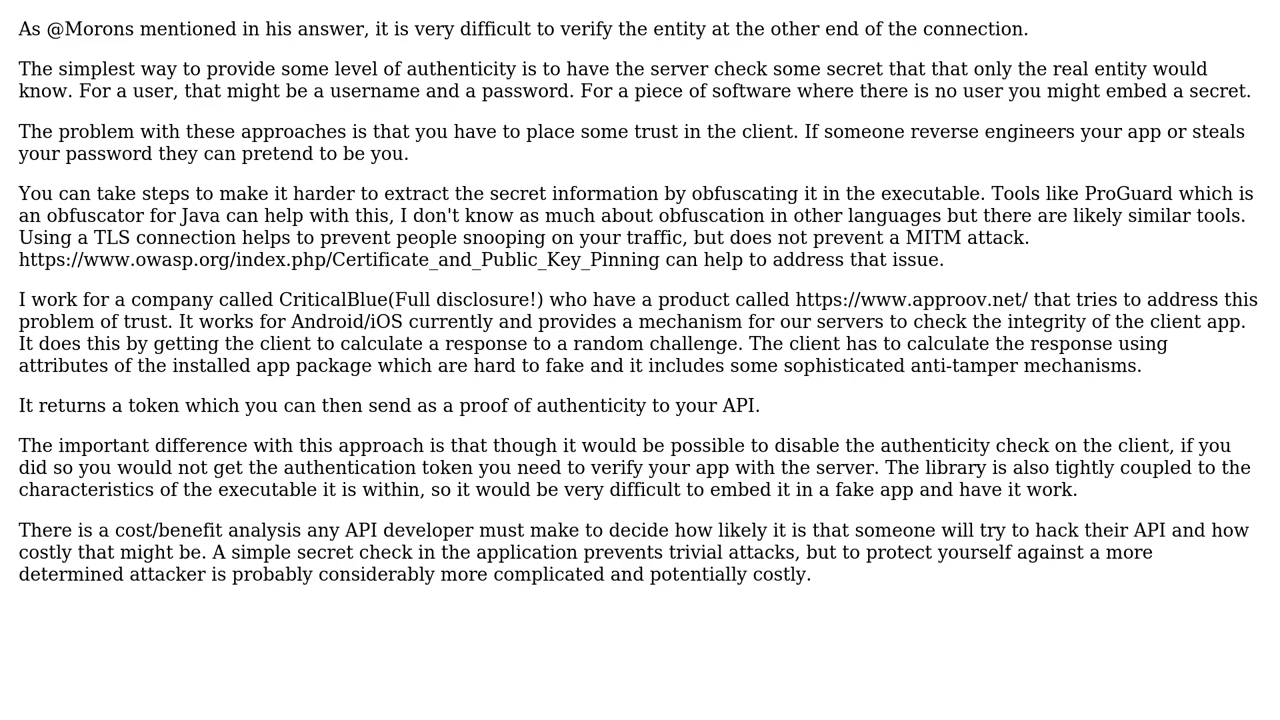 As @Morons mentioned in his answer, it is very difficult to verify the entity at the other end of the connection.
The simplest way to provide some level of authenticity is to have the server check some secret that that only the real entity would
know. For a user, that might be a username and a password. For a piece of software where there is no user you might embed a secret.
The problem with these approaches is that you have to place some trust in the client. If someone reverse engineers your app or steals
your password they can pretend to be you.
You can take steps to make it harder to extract the secret information by obfuscating it in the executable. Tools like ProGuard which is
an obfuscator for Java can help with this, I don't know as much about obfuscation in other languages but there are likely similar tools.
Using a TLS connection helps to prevent people snooping on your traffic, but does not prevent a MITM attack.
https://www.owasp.org/index.php/Certificate_and_Public_Key_Pinning can help to address that issue.
I work for a company called CriticalBlue(Full disclosure!) who have a product called https://www.approov.net/ that tries to address this
problem of trust. It works for Android/iOS currently and provides a mechanism for our servers to check the integrity of the client app.
It does this by getting the client to calculate a response to a random challenge. The client has to calculate the response using
attributes of the installed app package which are hard to fake and it includes some sophisticated anti-tamper mechanisms.
It returns a token which you can then send as a proof of authenticity to your API.
The important difference with this approach is that though it would be possible to disable the authenticity check on the client, if you
did so you would not get the authentication token you need to verify your app with the server. The library is also tightly coupled to the
characteristics of the executable it is within, so it would be very difficult to embed it in a fake app and have it work.
There is a cost/benefit analysis any API developer must make to decide how likely it is that someone will try to hack their API and how
costly that might be. A simple secret check in the application prevents trivial attacks, but to protect yourself against a more
determined attacker is probably considerably more complicated and potentially costly.